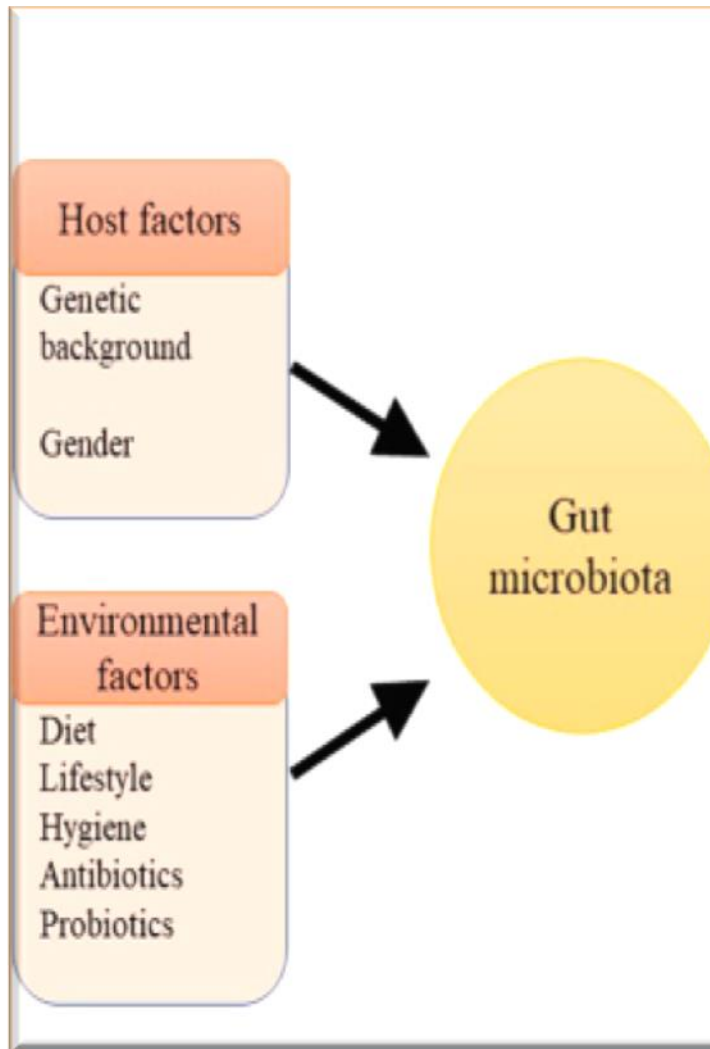 Host factors
Genetic
background
Gender
Environmental
factors
Diet
Lifestyle
Hygiene
Antibiotics
Probiotics
Gut
microbiota